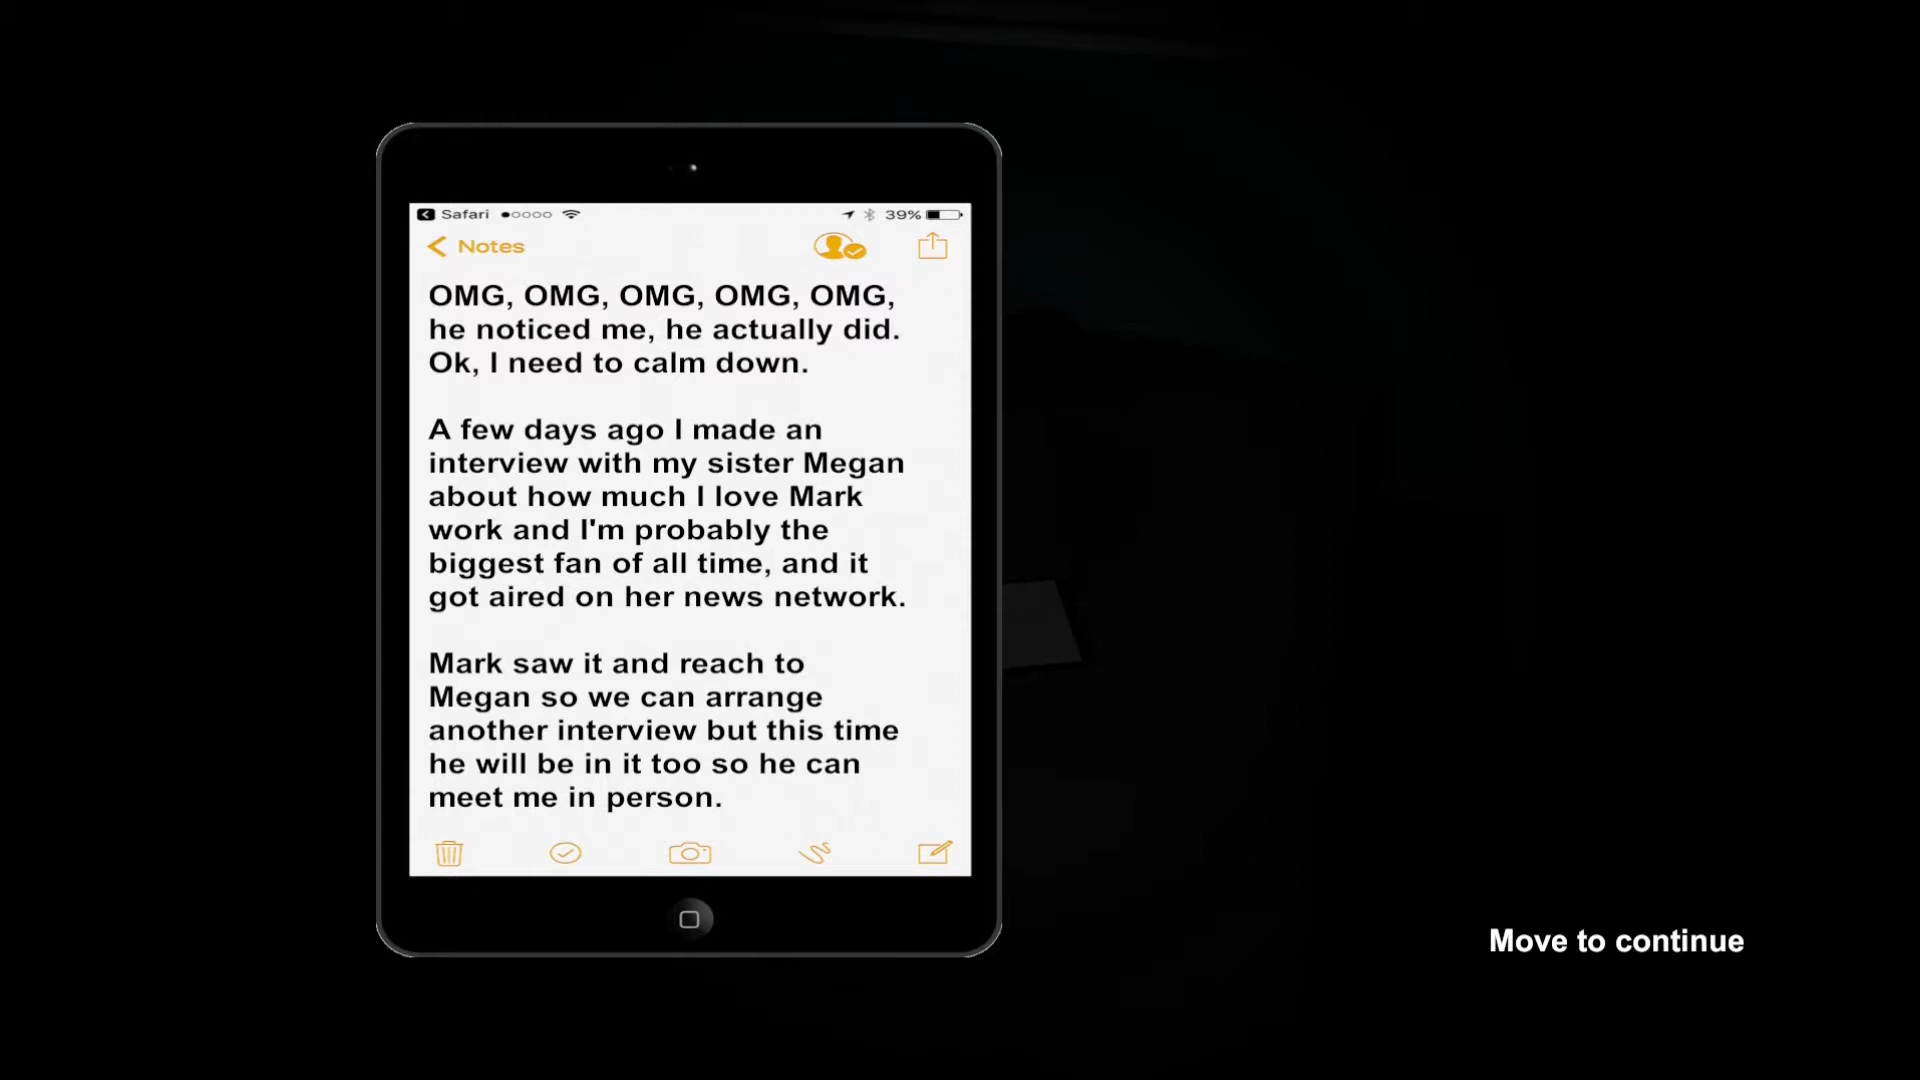 Safari 39%
Notes
OMG, OMG, OMG, OMG, OMG,
he noticed me, he actually did.
Ok, I need to calm down.
A few days ago I made an
interview with my sister Megan
about how much I love Mark
work and I'm probably the
biggest fan of all time, and it
got aired on her news network.
Mark saw it and reach to
Megan so we can arrange
another interview but this time
he will be in it too so he can
meet me in person.
Move to continue